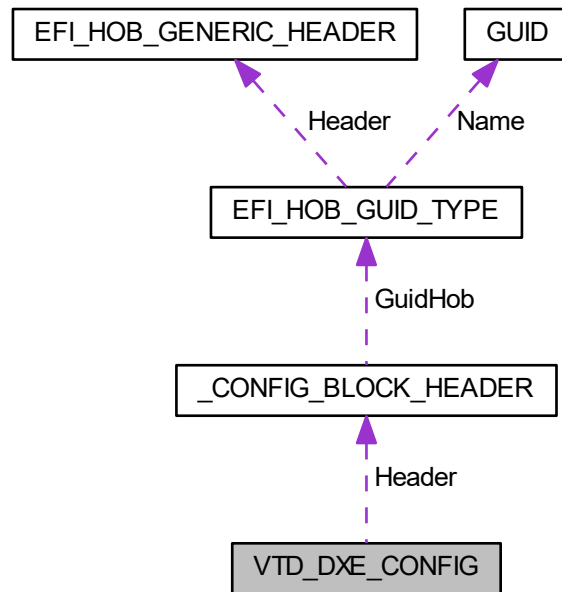 EFI_HOB_GENERIC_HEADER
GUID
Header
Name
EFI_HOB_GUID_TYPE
GuidHob
_CONFIG_BLOCK_HEADER
Header
VTD_DXE_CONFIG